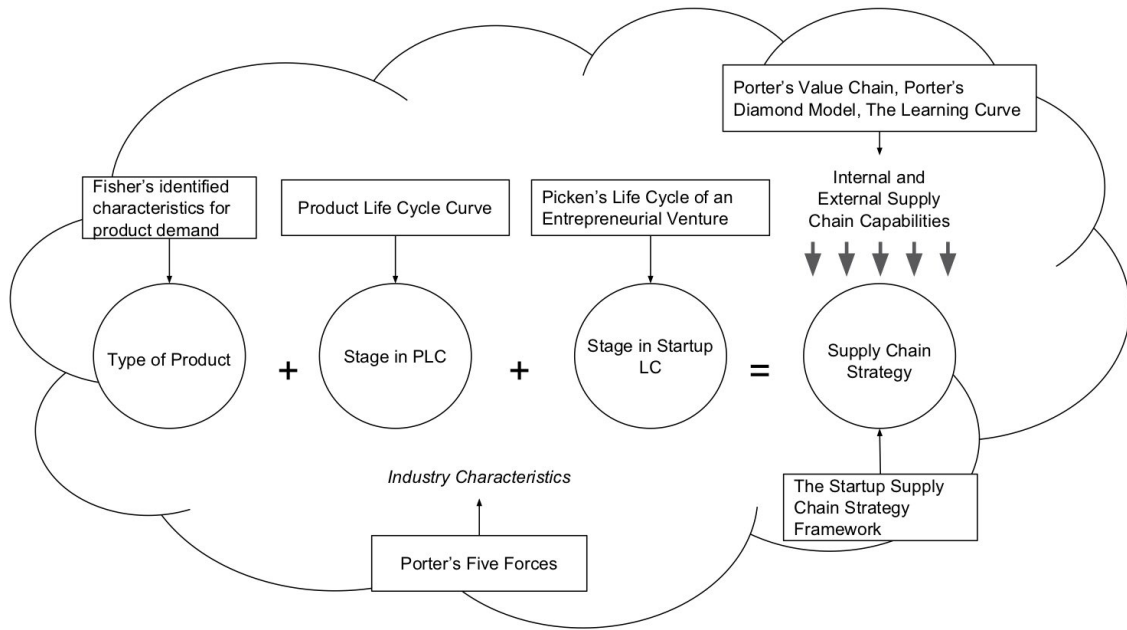 Porter's Value Chain, Porter's
Diamond Model, The Learning Curve
Fisher's identified
characteristics for
product demand
Product Life Cycle Curve
Picken's Life Cycle of an
Entrepreneurial Venture
Internal and
External Supply
Chain Capabilities
Type of Product
+
Stage in PLC
+
Stage in Startup
LC
=
Supply Chain
Strategy
Industry Characteristics
Porter's Five Forces
The Startup Supply
Chain Strategy
Framework